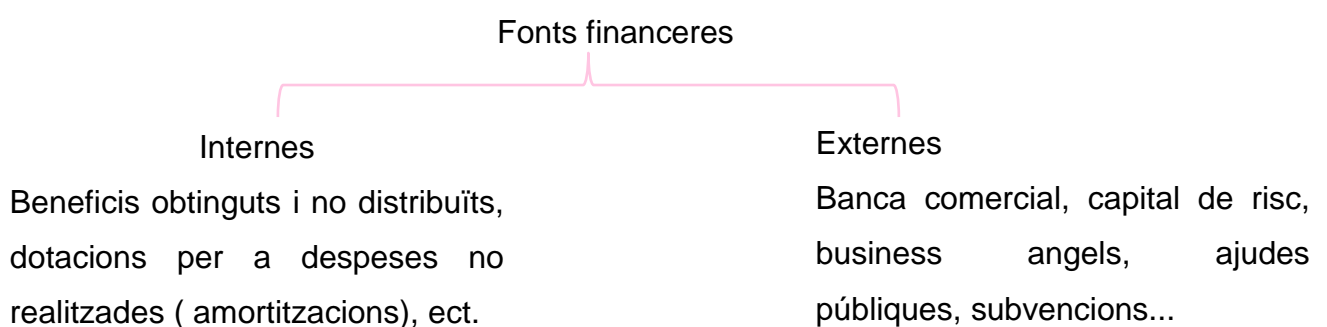 Fonts financeres
Internes
Beneficis obtinguts i no distribuïts,
dotacions per a despeses no
realitzades ( amortitzacions), ect.
Externes
Banca comercial, capital de risc,
business angels, ajudes
públiques, subvencions...